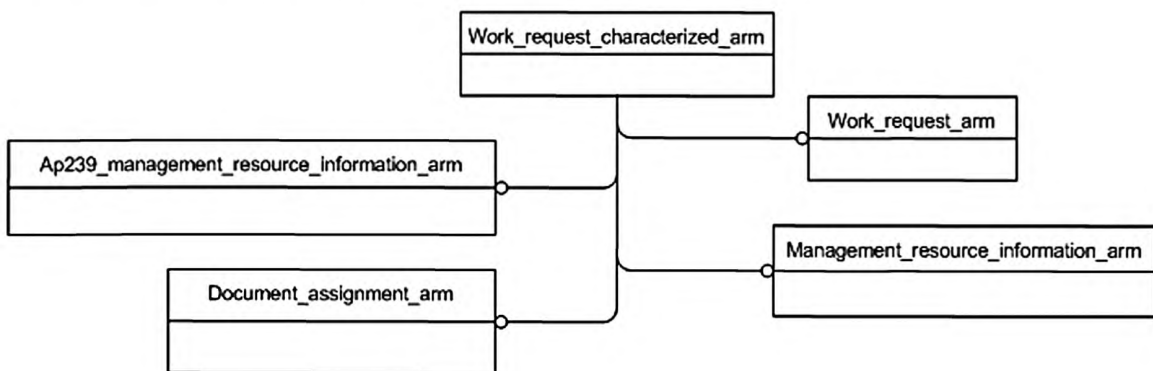 Work_request_characterized_arm
Work_request_arm
Ap239_management_resource_information_arm
Management_resource_information_arm
Document_assignment_arm